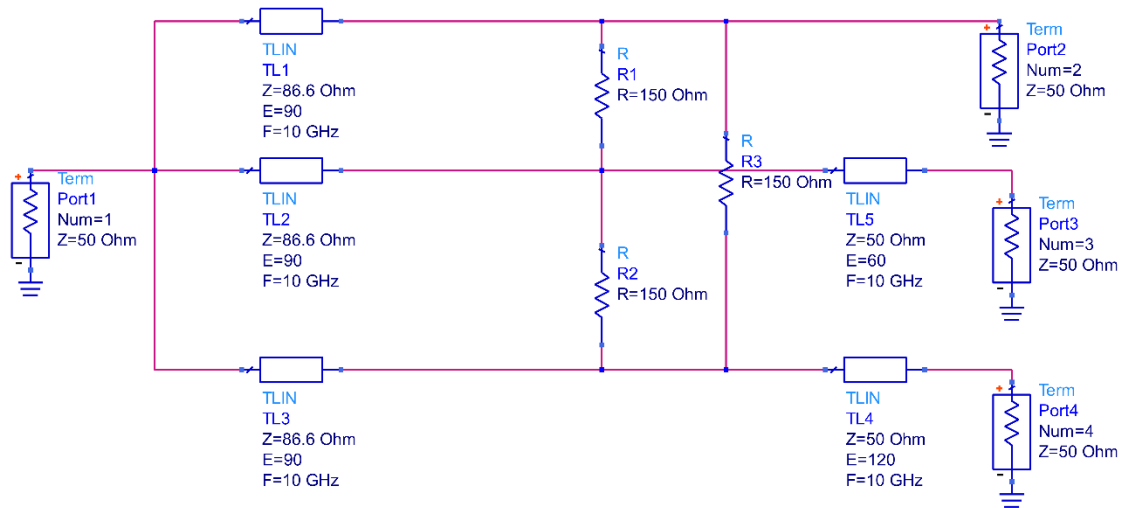 TLIN
TL1
Z=86.6 Ohm
E=90
F=10 GHz
R
R1
R=150 Ohm
+
Term
Port2
Num=2
Z=50 Ohm
-
+
Term
Port1
Num=1
Z=50 Ohm
-
TLIN
TL2
Z=86.6 Ohm
E=90
F=10 GHz
R
R3
R=150 Ohm
TLIN
TL5
Z=50 Ohm
E=60
F=10 GHz
+
Term
Port3
Num=3
Z=50 Ohm
-
R
R2
R=150 Ohm
TLIN
TL3
Z=86.6 Ohm
E=90
F=10 GHz
TLIN
TL4
Z=50 Ohm
E=120
F=10 GHz
+
Term
Port4
Num=4
Z=50 Ohm
-